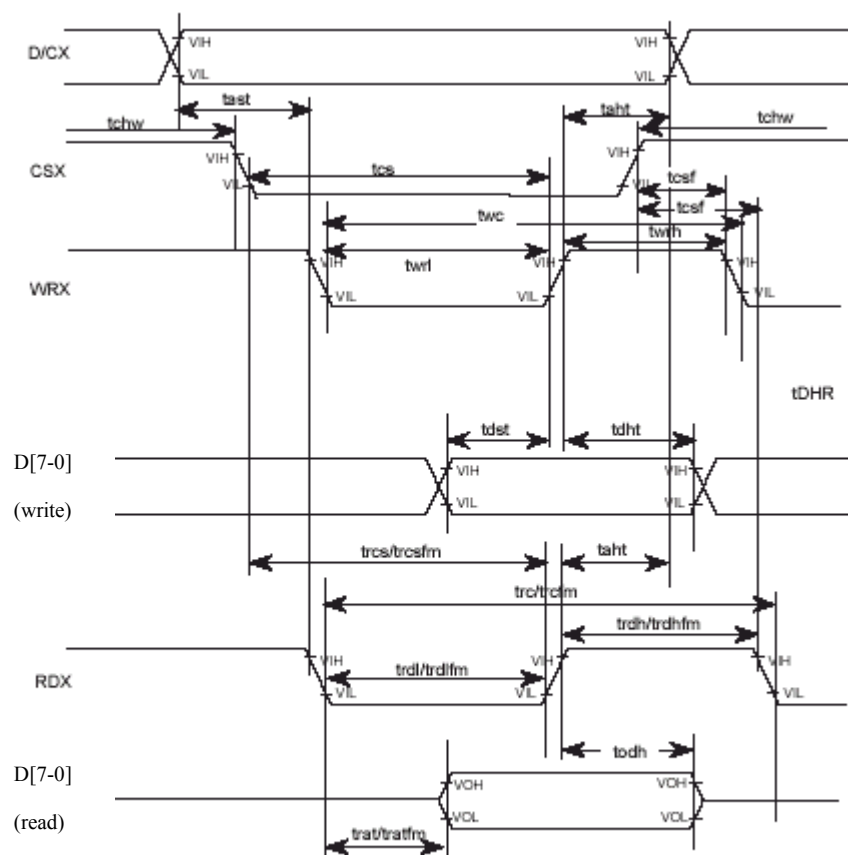 D/CX
VIH
VIH
VIL
VIL
tast
taht
tchw
tchw
CSX
VIH
VIH
VIL
tcs
VIL
tcsf
tcsf
twc
twrh
WRX
VIH
twrl
VIH
VIH
VIL
VIL
VIL
tDHR
tdst
tdht
D[7-0]
(write)
VIH
VIH
VIL
VIL
trcs/trcsfm
taht
trc/trcfm
trdh/trdhfm
RDX
VIH
VIH
VIH
trdl/trdlfm
VIL
VIL
VIL
todh
D[7-0]
(read)
VOH
VOH
VOL
VOL
trat/tratfm